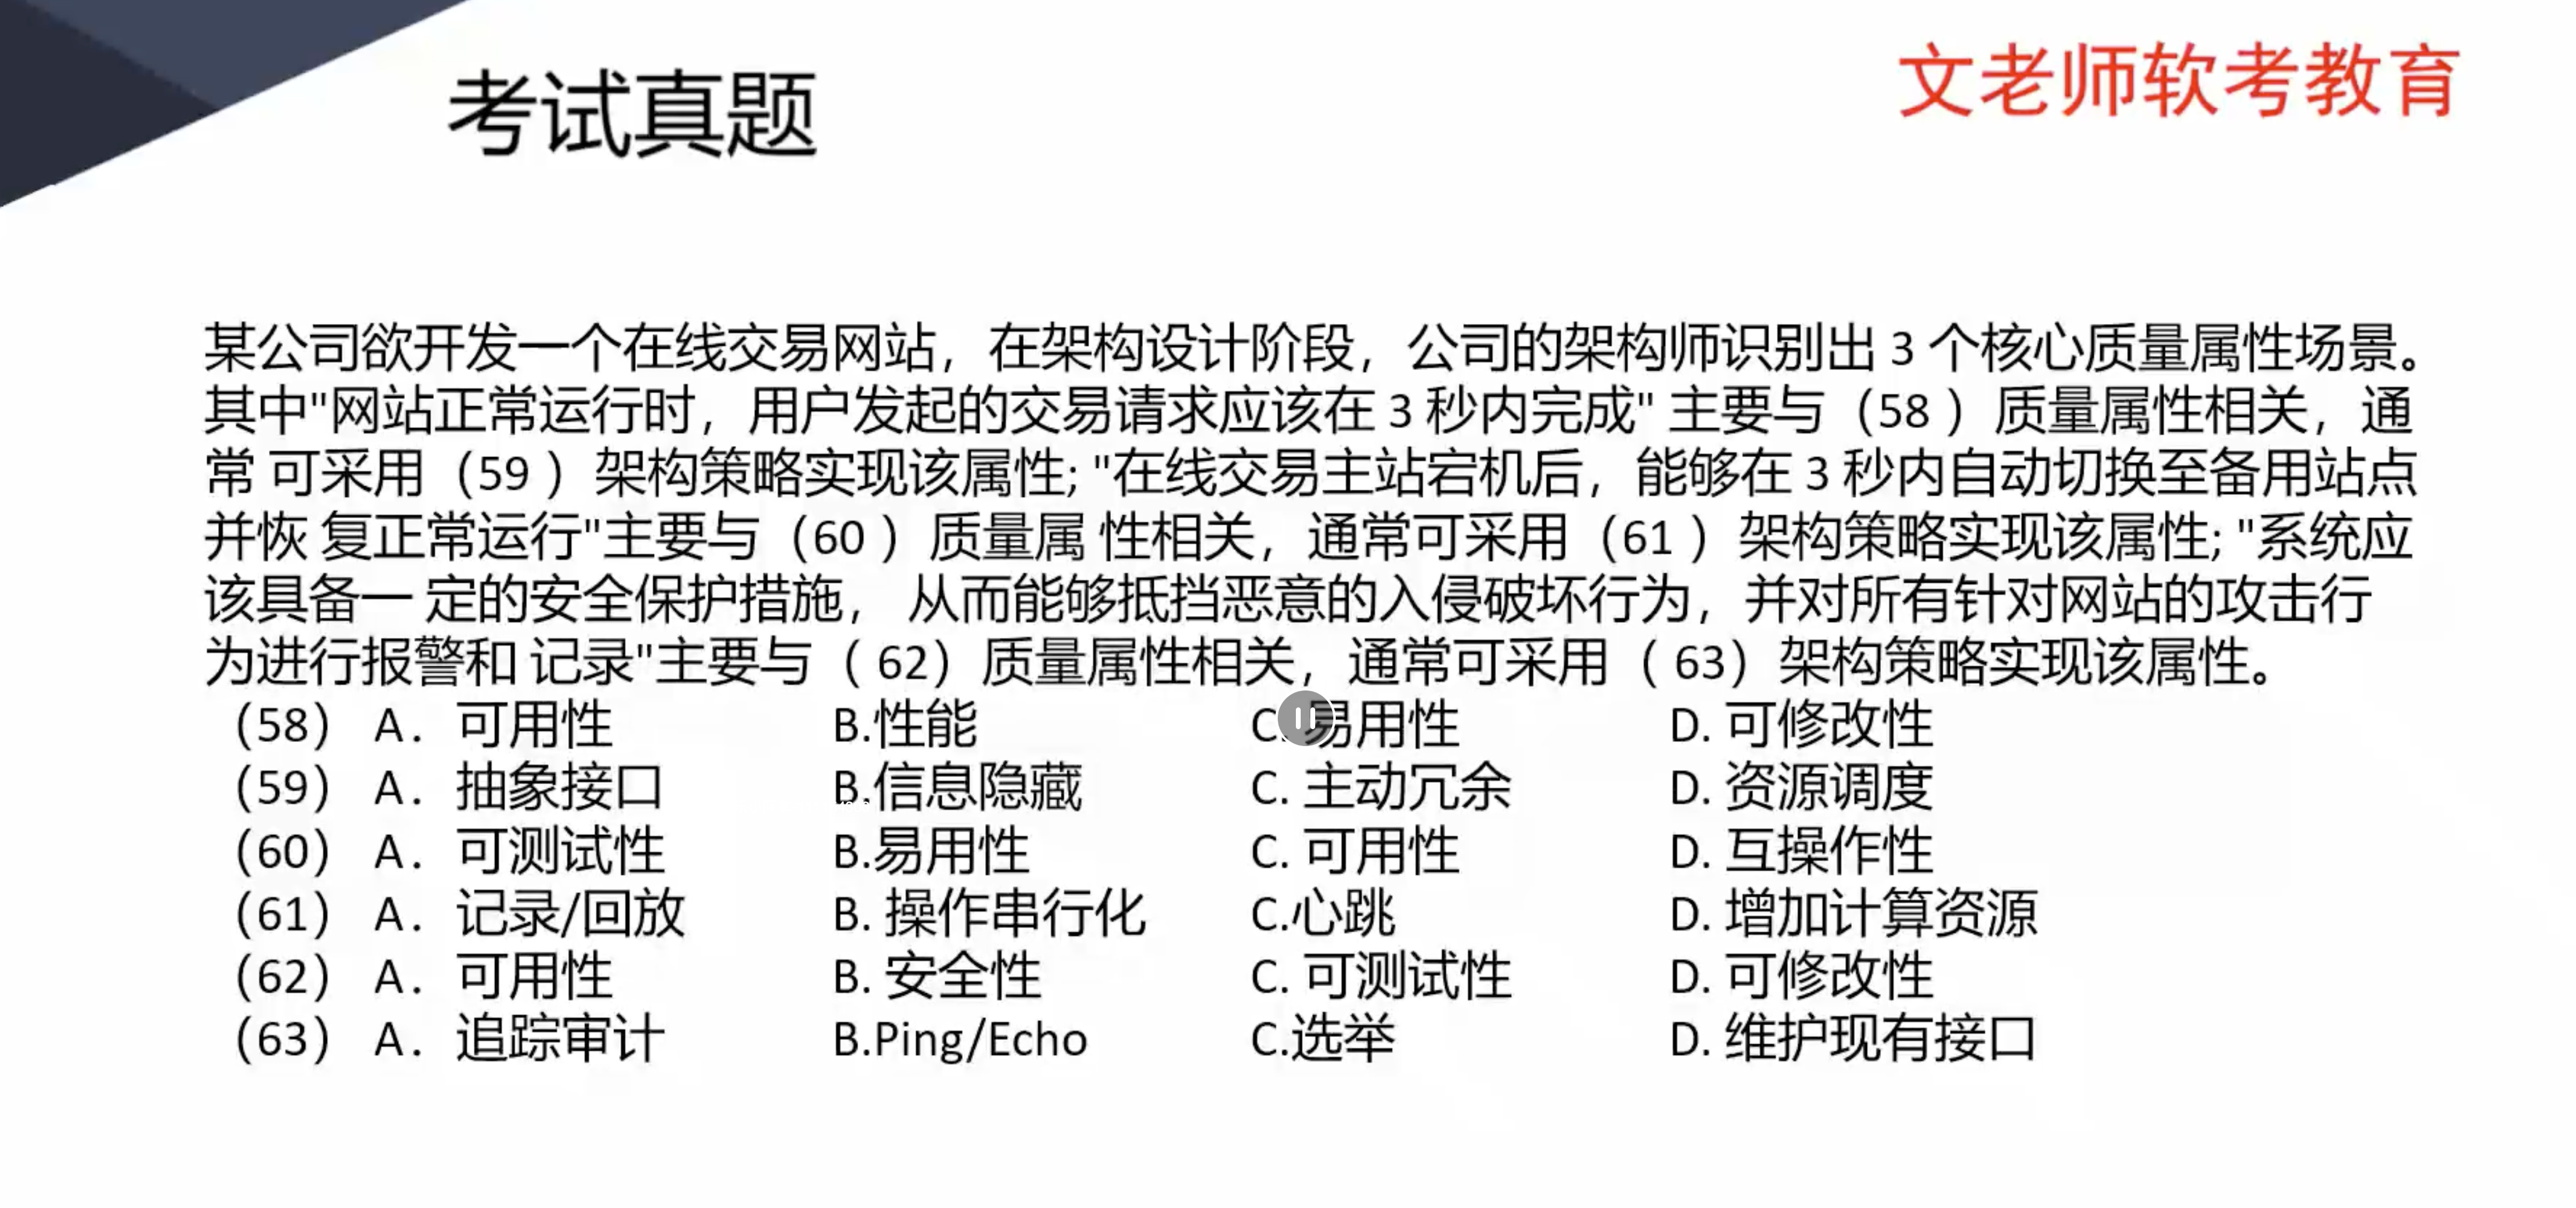 考试真题
文老师软考教育
某公司欲开发一个在线交易网站，在架构设计阶段，公司的架构师识别出 3 个核心质量属性场景。
其中"网站正常运行时，用户发起的交易请求应该在 3 秒内完成" 主要与（58 ）质量属性相关，通
常 可采用（59 ）架构策略实现该属性; "在线交易主站宕机后，能够在 3 秒内自动切换至备用站点
并恢 复正常运行"主要与（60 ）质量属 性相关，通常可采用（61 ）架构策略实现该属性; "系统应
该具备一 定的安全保护措施， 从而能够抵挡恶意的入侵破坏行为，并对所有针对网站的攻击行
为进行报警和 记录"主要与（ 62）质量属性相关，通常可采用（ 63）架构策略实现该属性。
（58） A． 可用性 B.性能 C. 易用性 D. 可修改性
（59） A． 抽象接口 B.信息隐藏 C. 主动冗余 D. 资源调度
（60） A． 可测试性 B.易用性 C. 可用性 D. 互操作性
（61） A． 记录/回放 B. 操作串行化 C.心跳 D. 增加计算资源
（62） A． 可用性 B. 安全性 C. 可测试性 D. 可修改性
（63） A． 追踪审计 B.Ping/Echo C.选举 D. 维护现有接口